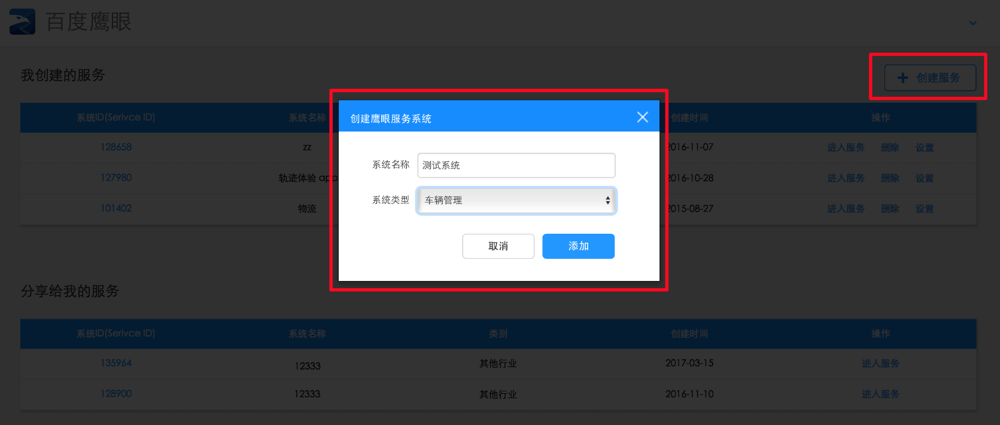 百度鹰眼
我创建的服务
创建服务
系统ID(Serivce ID) 系统名称 创建时间 操作
128658 zz 2016-11-07 进入服务 删除 设置
127980 轨迹体验 app 2016-10-28 进入服务 删除 设置
101402 物流 2015-08-27 进入服务 删除 设置
创建鹰眼服务系统
系统名称 测试系统
系统类型 车辆管理
取消 添加
分享给我的服务
系统ID(Serivce ID) 系统名称 类别 创建时间 操作
135964 12333 其他行业 2017-03-15 进入服务
128900 12333 其他行业 2016-11-10 进入服务